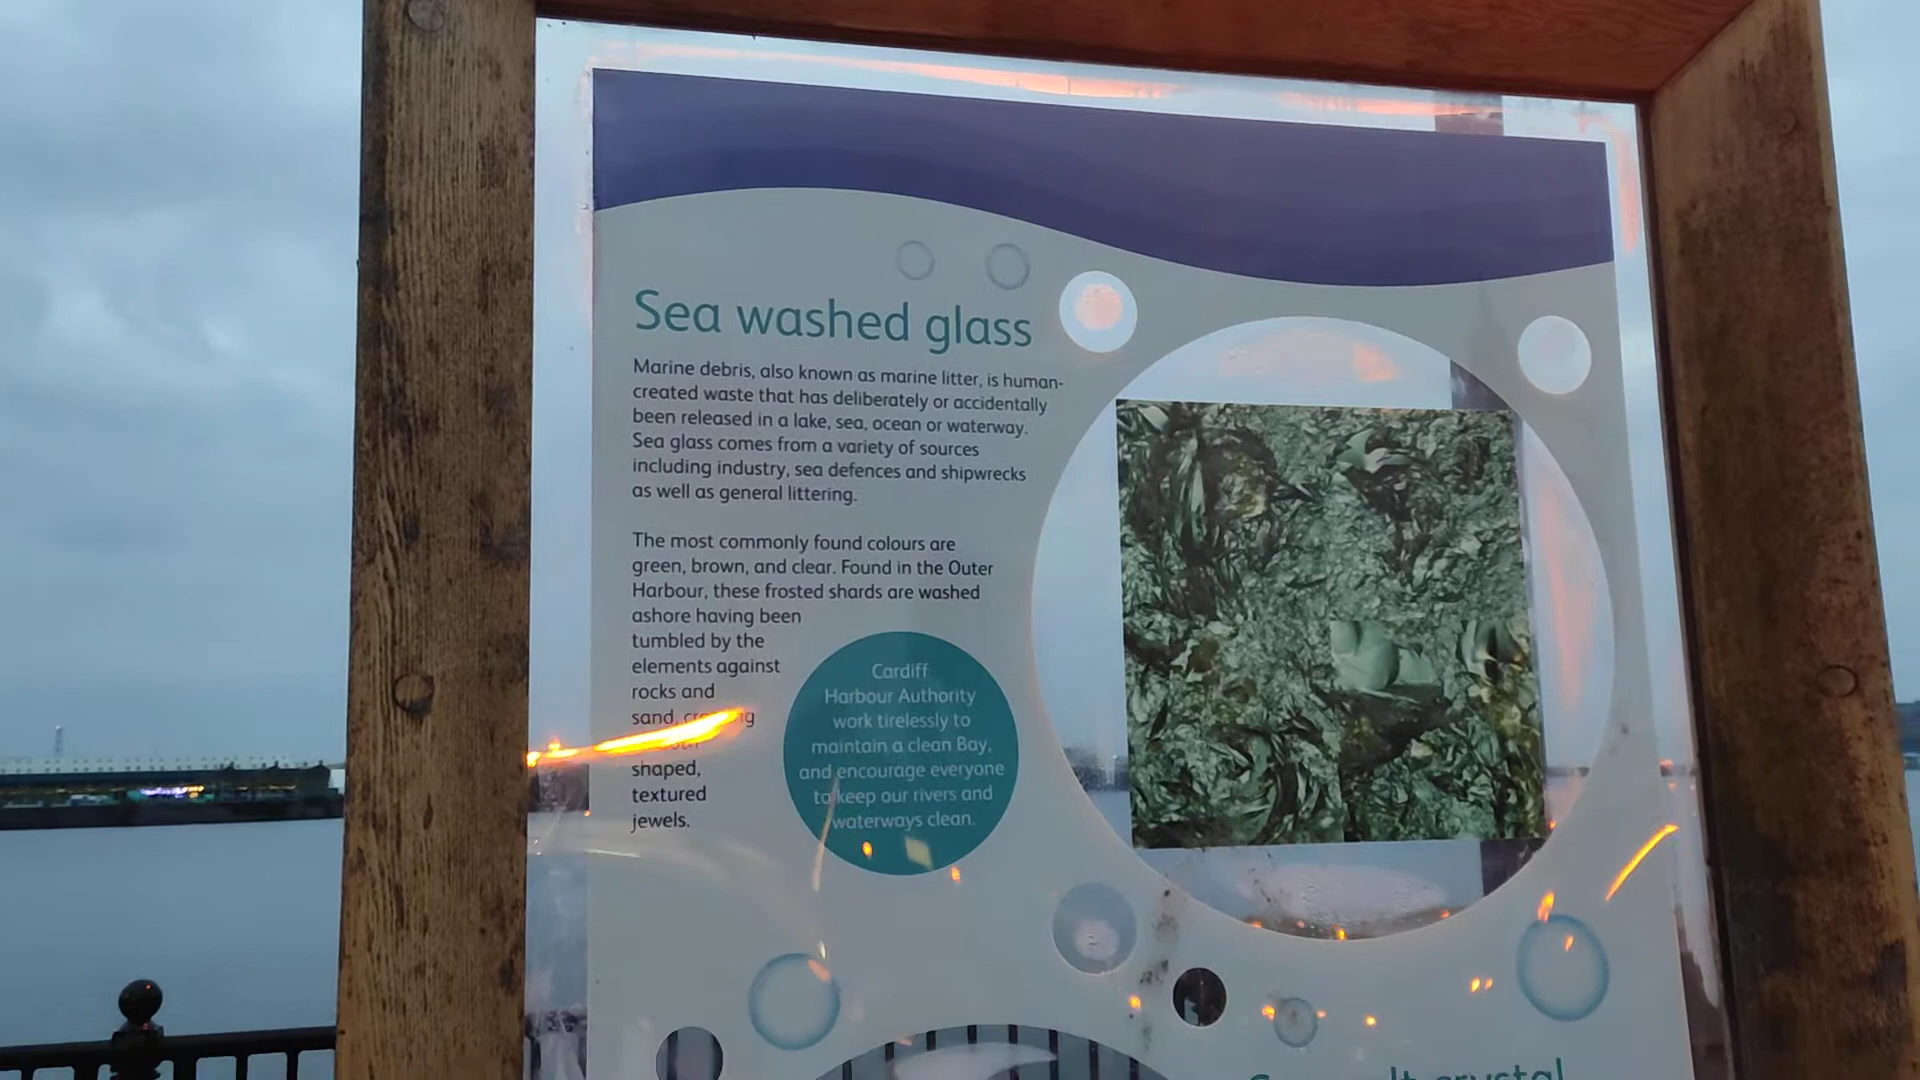 Sea washed glass
Marine debris, also known as marine litter, is human-
created waste that has deliberately or accidentally
been released in a lake, sea, ocean or waterway.
Sea glass comes from a variety of sources
including industry, sea defences and shipwrecks
as well as general littering.
The most commonly found colours are
green, brown, and clear. Found in the Outer
Harbour, these frosted shards are washed
ashore having been
tumbled by the
elements against
rocks and
sand,
shaped,
textured
jewels.
Cardiff
Harbour Authority
work tirelessly to
maintain a clean Bay,
and encourage everyone
to keep our rivers and
waterways clean.
crystal